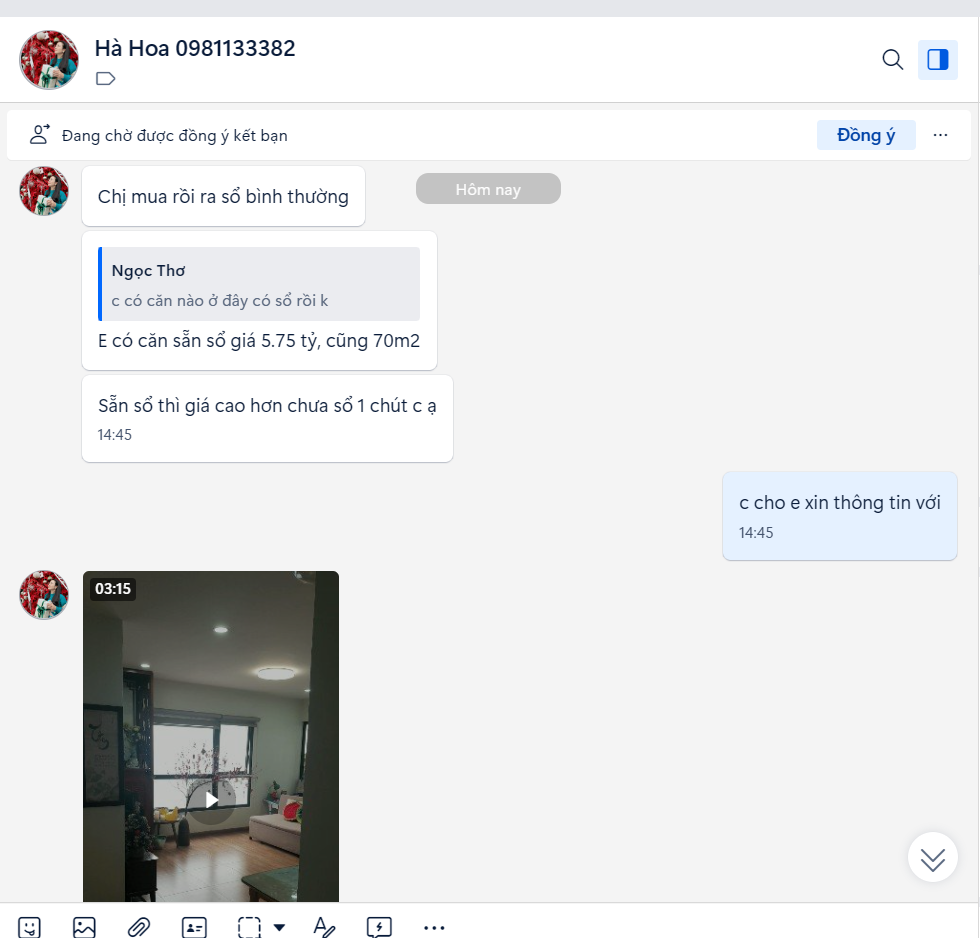 Hà Hoa 0981133382
Đang chờ được đồng ý kết bạn
Đồng ý
Hôm nay
Chị mua rồi ra sổ bình thường
Ngọc Thơ
c có căn nào ở đây có sổ rồi k
E có căn sẵn sổ giá 5.75 tỷ, cũng 70m2
Sẵn sổ thì giá cao hơn chưa sổ 1 chút c ạ
14:45
c cho e xin thông tin với
14:45
03:15